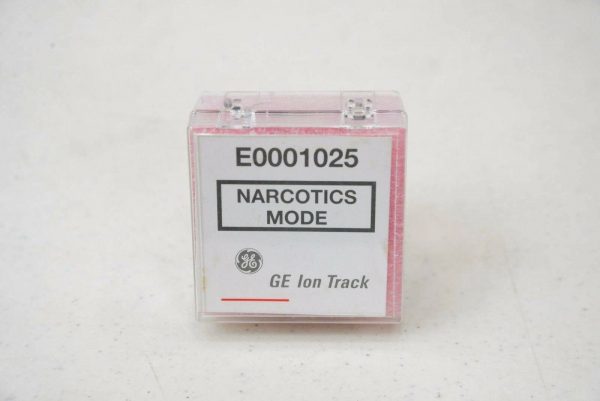 E0001025
NARCOTICS
MODE
GE
GE Ion Track